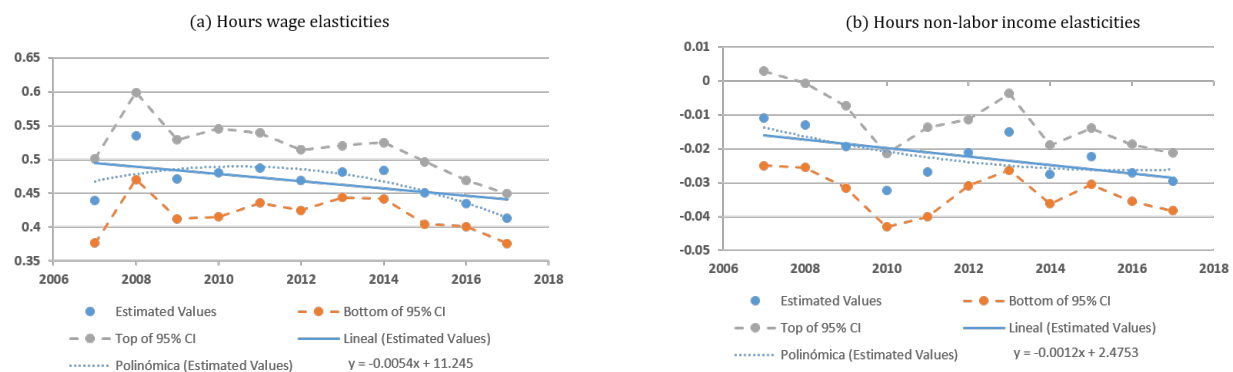 (a) Hours wage elasticities
0.65
0.6
0.55
0.5
0.45
0.4
0.35
2006 2008 2010 2012 2014 2016 2018
Estimated Values
Bottom of 95% CI
Top of 95% CI
Lineal (Estimated Values)
Polinómica (Estimated Values)
y = -0.0054x + 11.245
(b) Hours non-labor income elasticities
0.01
0
-0.01
-0.02
-0.03
-0.04
-0.05
2006 2008 2010 2012 2014 2016 2018
Estimated Values
Bottom of 95% CI
Top of 95% CI
Lineal (Estimated Values)
Polinómica (Estimated Values)
y = -0.0012x + 2.4753